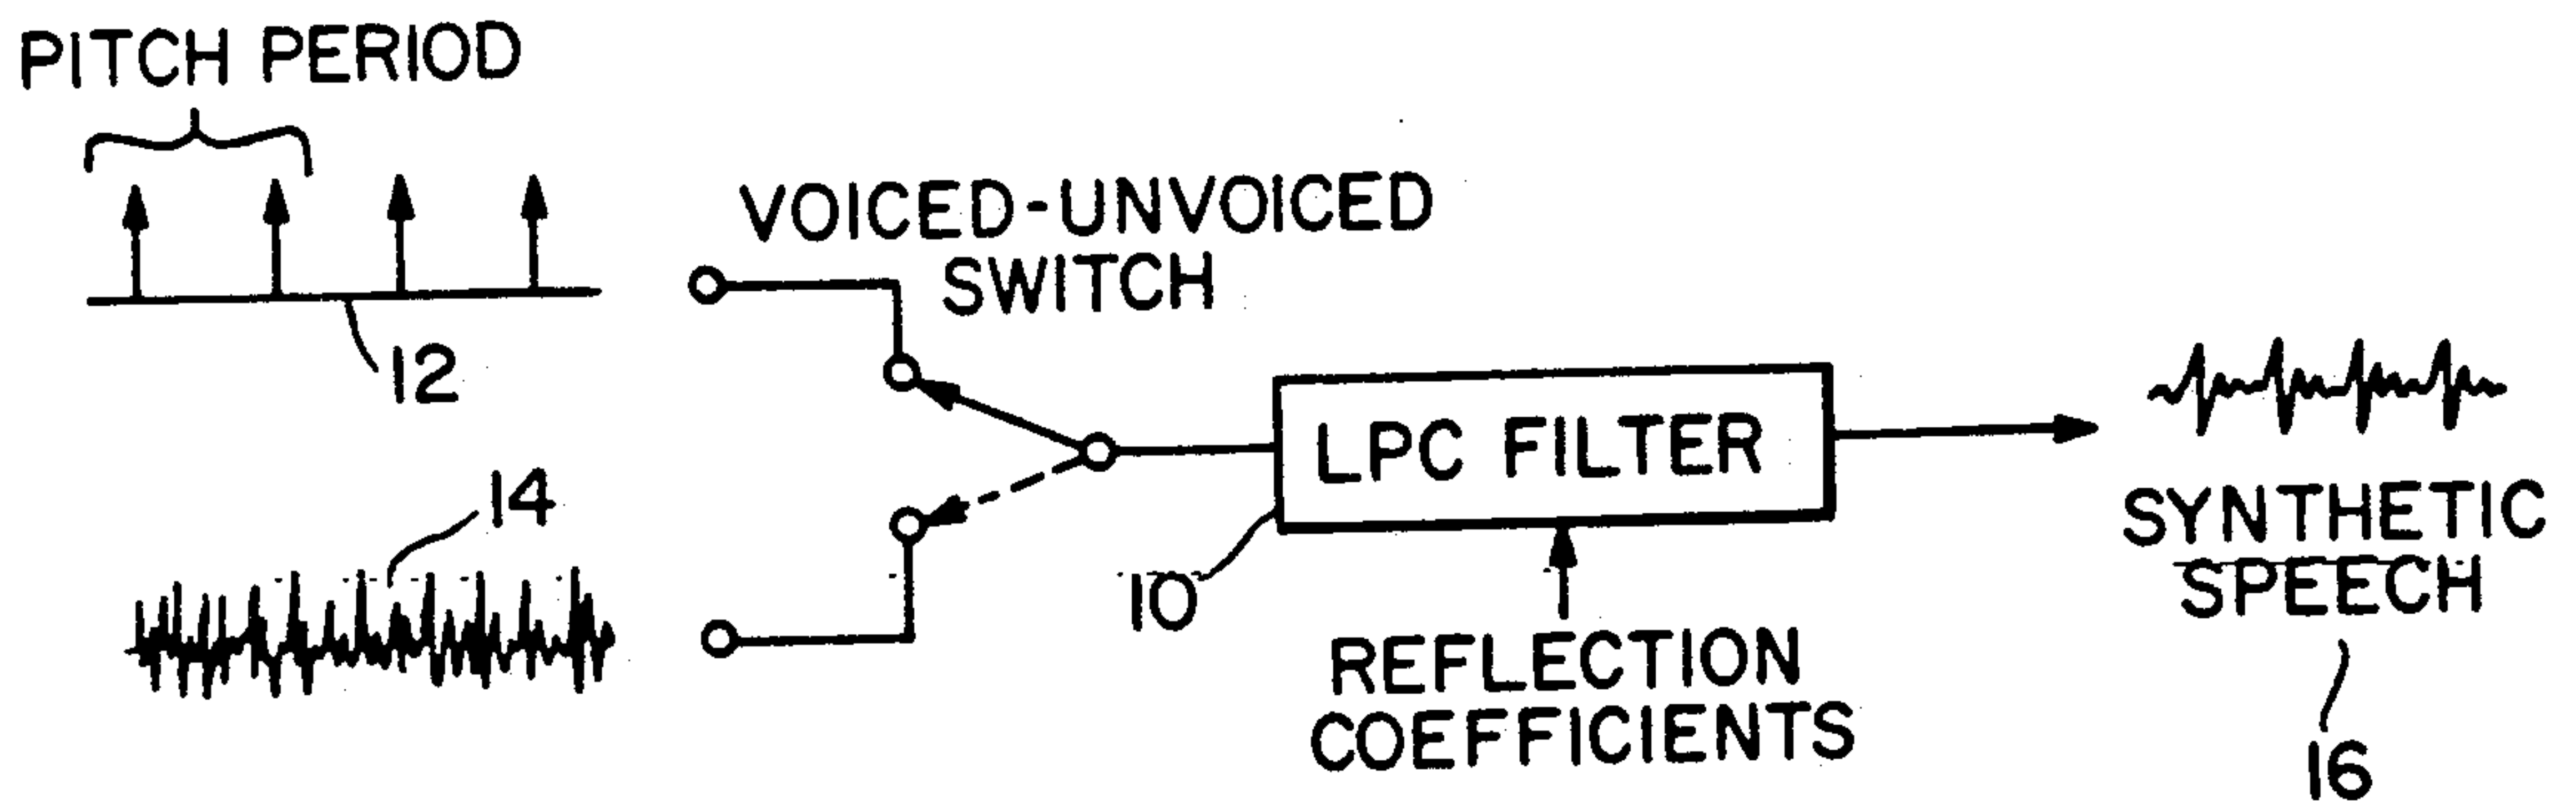 PITCH PERIOD
VOICED-UNVOICED
SWITCH
12
14
LPC FILTER
10
REFLECTION
COEFFICIENTS
SYNTHETIC
SPEECH
16